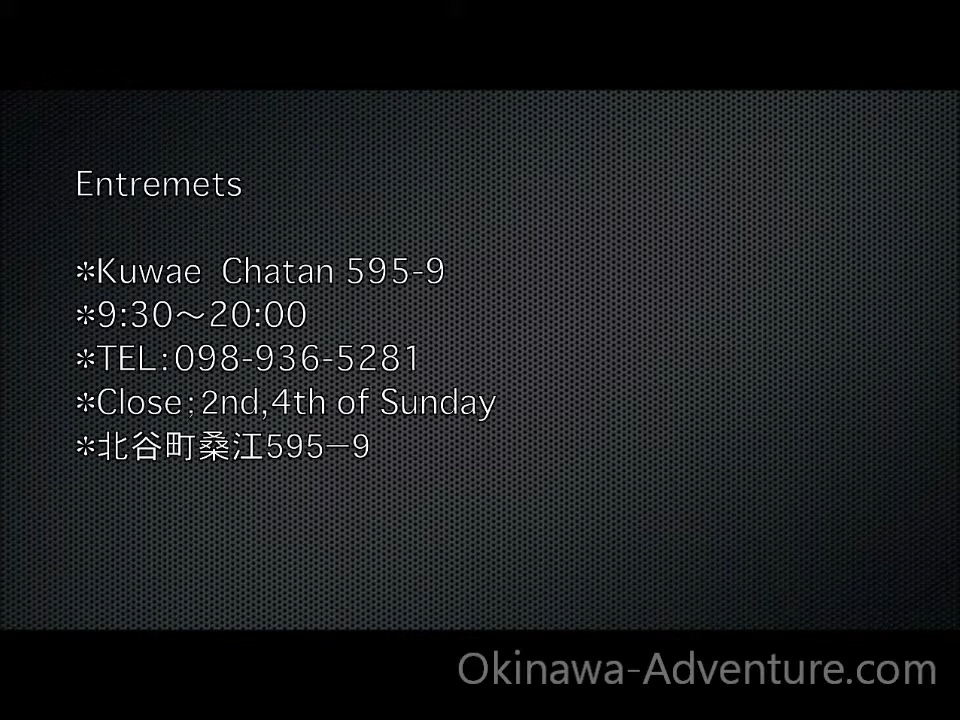 Entremets
*Kuwae Chatan 595-9
*9:30～20:00
*TEL:098-936-5281
*Close;2nd,4th of Sunday
*北谷町桑江595－9
Okinawa-Adventure.com